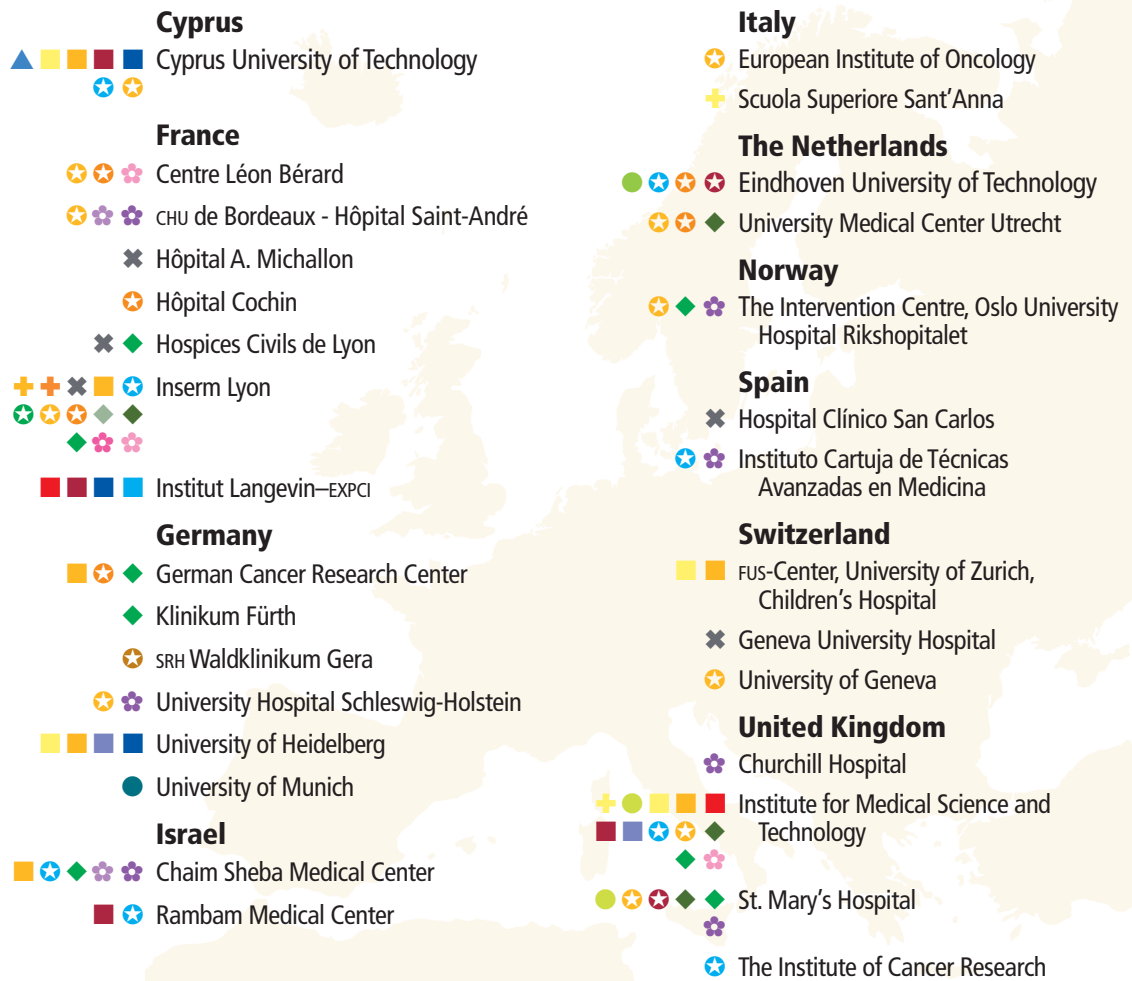 Cyprus
Cyprus University of Technology
France
Centre Léon Bérard
CHU de Bordeaux - Hôpital Saint-André
Hôpital A. Michallon
Hôpital Cochin
Hospices Civils de Lyon
Inserm Lyon
Institut Langevin–EXPCI
Germany
German Cancer Research Center
Klinikum Fürth
SRH Waldklinikum Gera
University Hospital Schleswig-Holstein
University of Heidelberg
University of Munich
Israel
Chaim Sheba Medical Center
Rambam Medical Center
Italy
European Institute of Oncology
Scuola Superiore Sant’Anna
The Netherlands
Eindhoven University of Technology
University Medical Center Utrecht
Norway
The Intervention Centre, Oslo University
Hospital Rikshopitalet
Spain
Hospital Clínico San Carlos
Instituto Cartuja de Técnicas
Avanzadas en Medicina
Switzerland
FUS-Center, University of Zurich,
Children’s Hospital
Geneva University Hospital
University of Geneva
United Kingdom
Churchill Hospital
Institute for Medical Science and
Technology
St. Mary’s Hospital
The Institute of Cancer Research